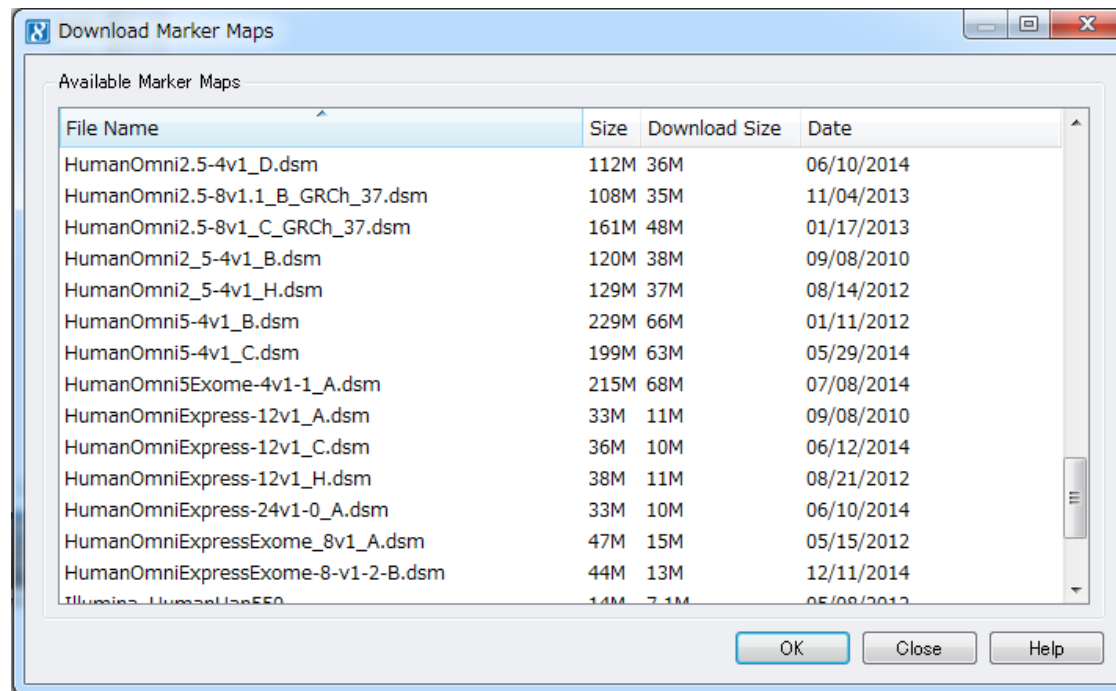 Download Marker Maps
Available Marker Maps
File Name Size Download Size Date
HumanOmni2.5-4v1_D.dsm 112M 36M 06/10/2014
HumanOmni2.5-8v1.1_B_GRCh_37.dsm 108M 35M 11/04/2013
HumanOmni2.5-8v1_C_GRCh_37.dsm 161M 48M 01/17/2013
HumanOmni2_5-4v1_B.dsm 120M 38M 09/08/2010
HumanOmni2_5-4v1_H.dsm 129M 37M 08/14/2012
HumanOmni5-4v1_B.dsm 229M 66M 01/11/2012
HumanOmni5-4v1_C.dsm 199M 63M 05/29/2014
HumanOmni5Exome-4v1-1_A.dsm 215M 68M 07/08/2014
HumanOmniExpress-12v1_A.dsm 33M 11M 09/08/2010
HumanOmniExpress-12v1_C.dsm 36M 10M 06/12/2014
HumanOmniExpress-12v1_H.dsm 38M 11M 08/21/2012
HumanOmniExpress-24v1-0_A.dsm 33M 10M 06/10/2014
HumanOmniExpressExome_8v1_A.dsm 47M 15M 05/15/2012
HumanOmniExpressExome-8-v1-2-B.dsm 44M 13M 12/11/2014
OK Close Help